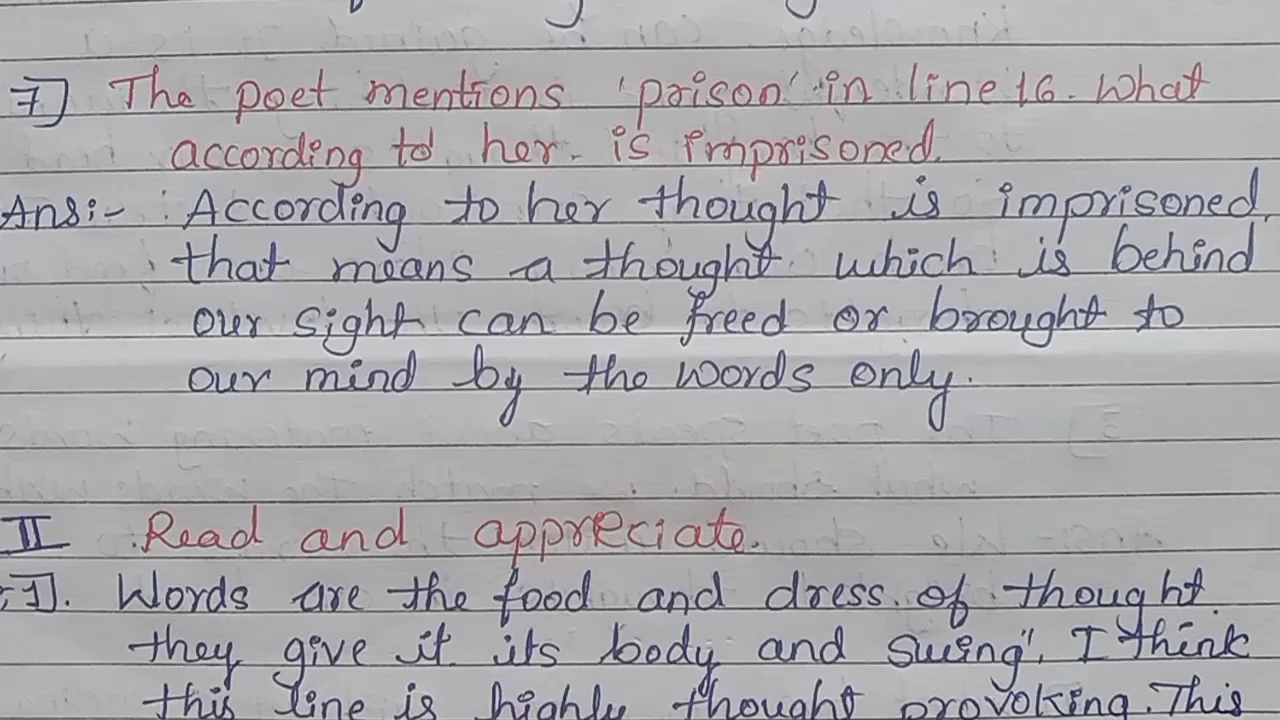 7] The poet mentions 'prison' in line 16. What
according to her. is imprisoned.
Ans:- According to her thought is imprisoned,
that means a thought which is behind
our sight can be freed or brought to
our mind by the words only.
II Read and appreciate.
1]. Words are the food and dress of thought
they give it its body and swing". I think
this line is highly thought provoking. This